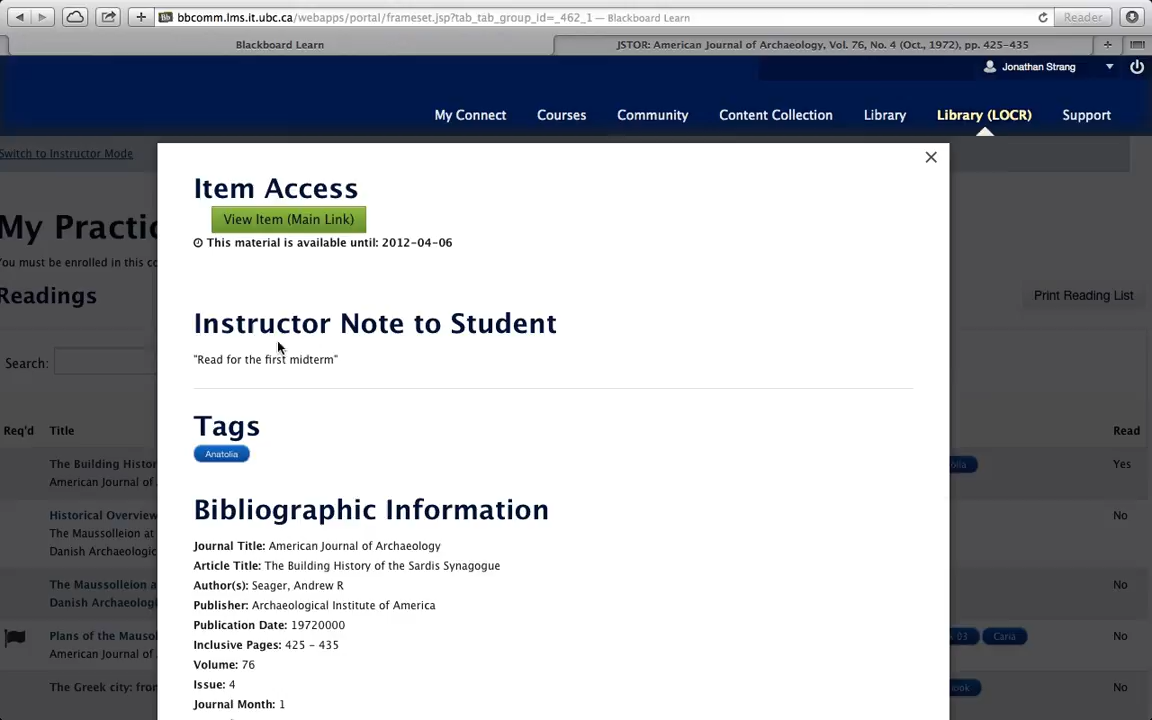 bbcomm.lms.it.ubc.ca/webapps/portal/frameset.jsp?tab_tab_group_id=_462_1 — Blackboard Learn
Reader
Blackboard Learn
JSTOR: American Journal of Archaeology, Vol. 76, No. 4 (Oct., 1972), pp. 425-435
Jonathan Strang
My Connect Courses Community Content Collection Library Library (LOCR) Support
Switch to Instructor Mode
Item Access
View Item (Main Link)
This material is available until: 2012-04-06
My Practic
You must be enrolled in this co
Readings
Print Reading List
Instructor Note to Student
"Read for the first midterm"
Search:
Tags
Anatolia
Req'd Title Read
The Building Histor Yes
American Journal of
Bibliographic Information
Historical Overview No
The Maussolleion at
Danish Archaeologic
Journal Title: American Journal of Archaeology
Article Title: The Building History of the Sardis Synagogue
Author(s): Seager, Andrew R
Publisher: Archaeological Institute of America
Publication Date: 19720000
Inclusive Pages: 425 - 435
Volume: 76
Issue: 4
Journal Month: 1
The Maussolleion a No
Danish Archaeologi
Plans of the Mauso 03 Caria No
American Journal of
The Greek city: fro No